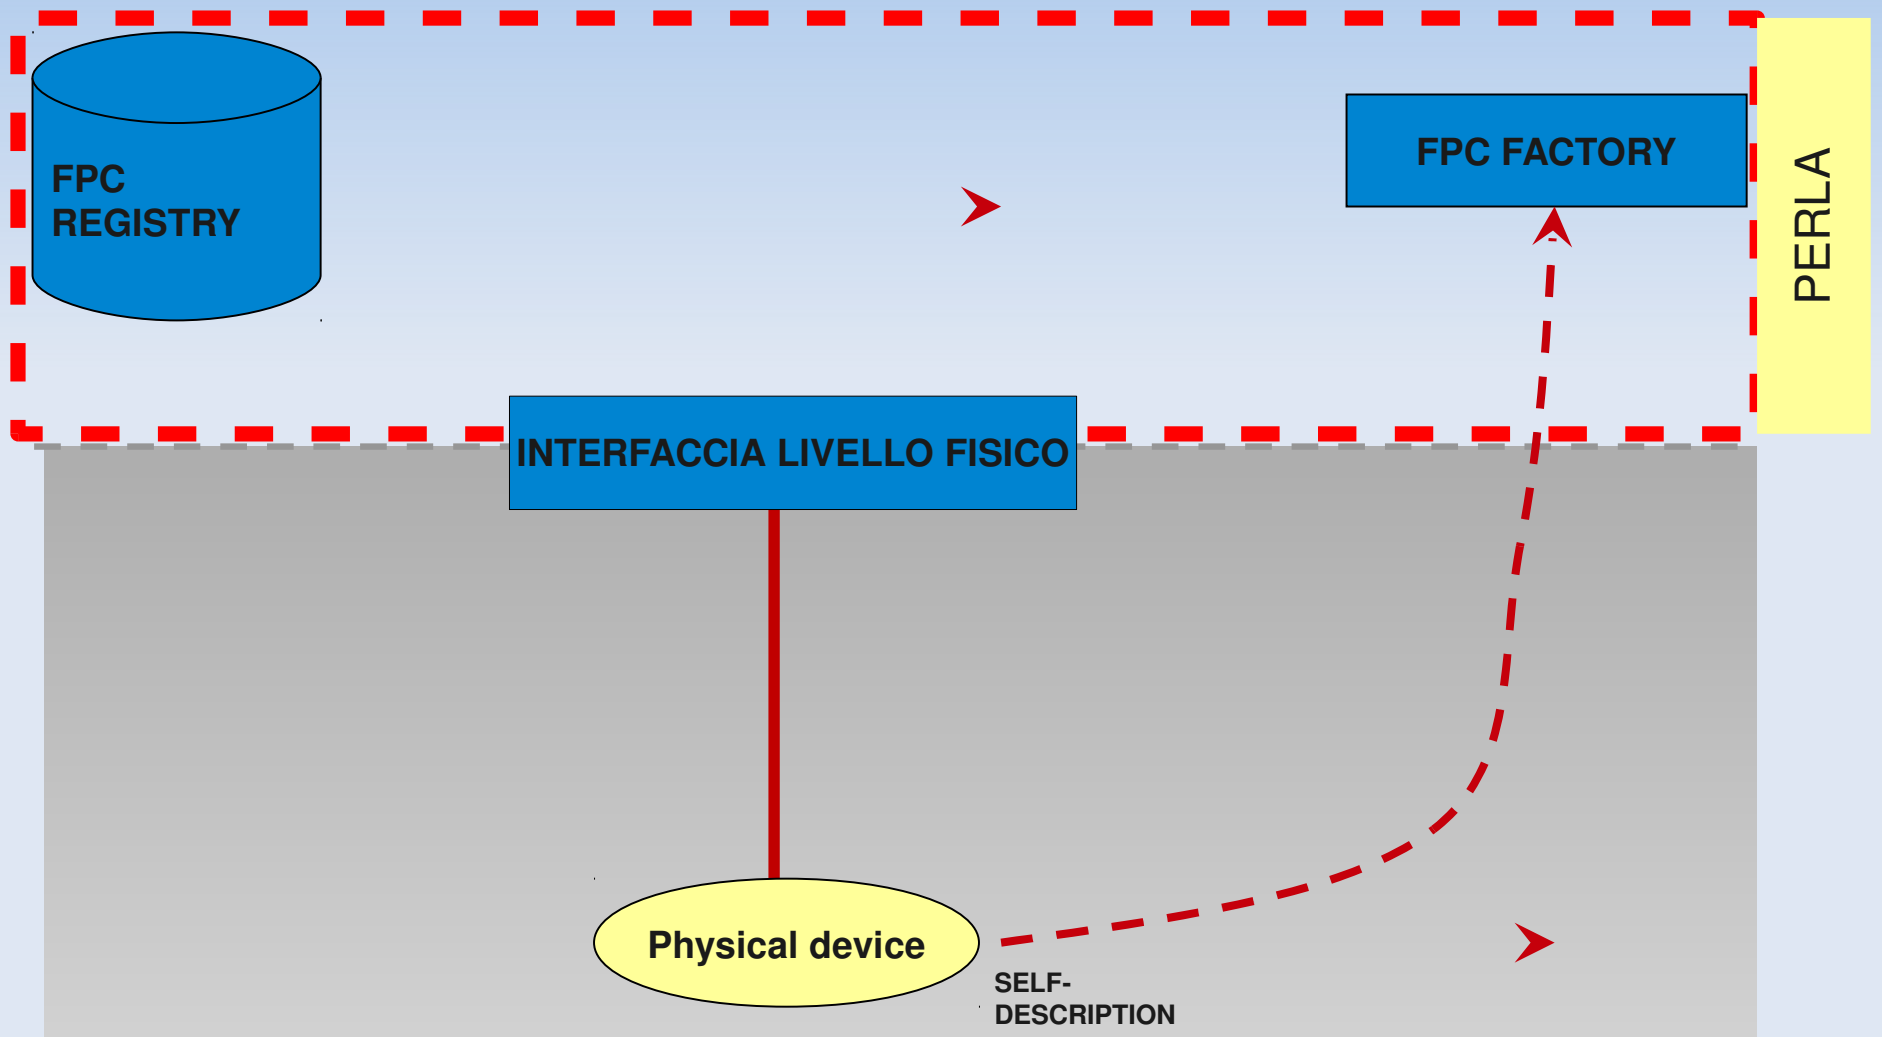 FPC
REGISTRY
FPC FACTORY
PERLA
INTERFACCIA LIVELLO FISICO
Physical device
SELF-
DESCRIPTION